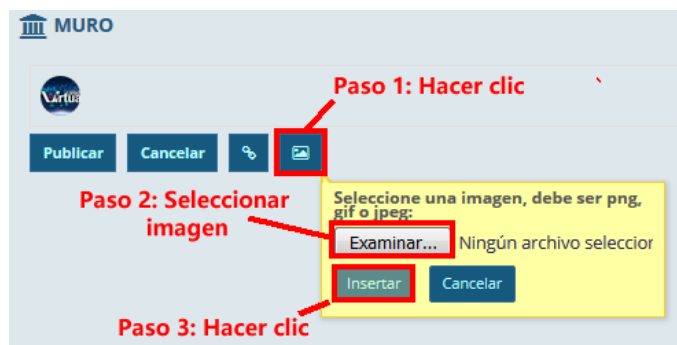 MURO
Virtua
Paso 1: Hacer clic
Publicar
Cancelar
Paso 2: Seleccionar
imagen
Seleccione una imagen, debe ser png,
gif o jpeg:
Examinar...
Ningún archivo seleccior
Insertar
Cancelar
Paso 3: Hacer clic